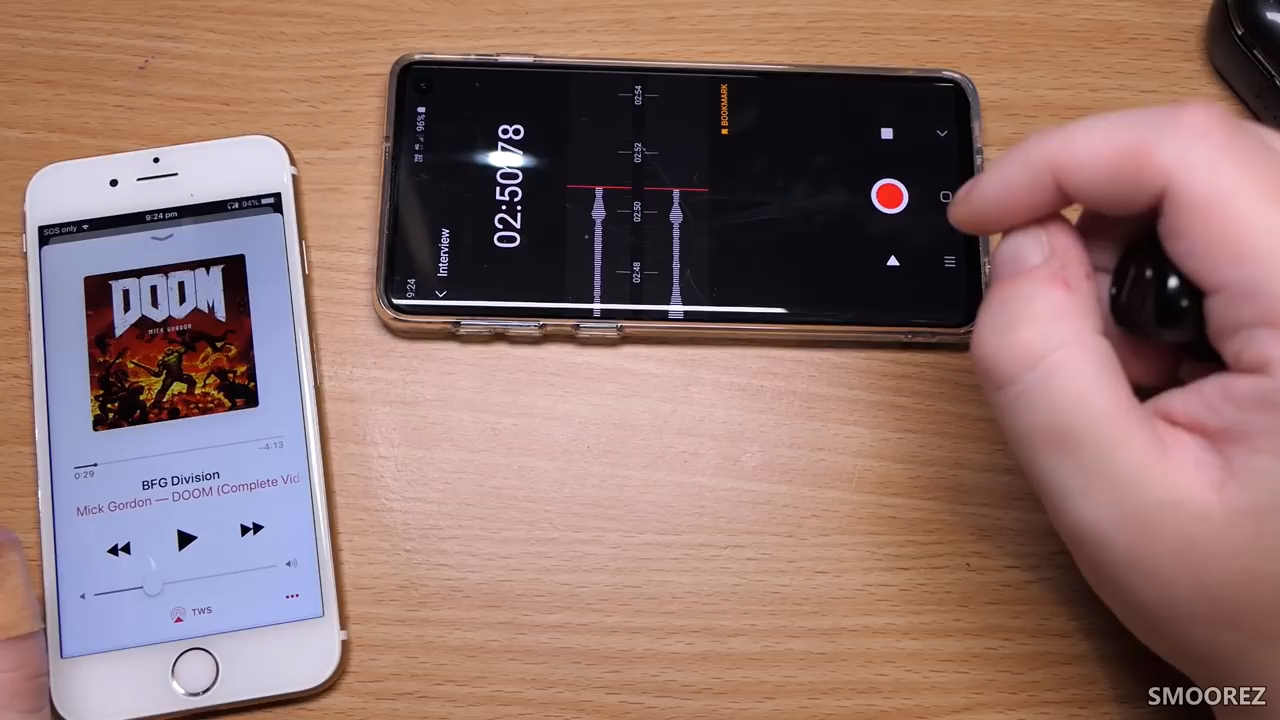 SOS only
9:24 pm
94%
DOOM
MICK GORDON
0:29
-4:13
BFG Division
Mick Gordon — DOOM (Complete Vid
TWS
9:24
96%
Interview
02:50.78
02:54
02:52
02:50
02:48
BOOKMARK
SMOOREZ